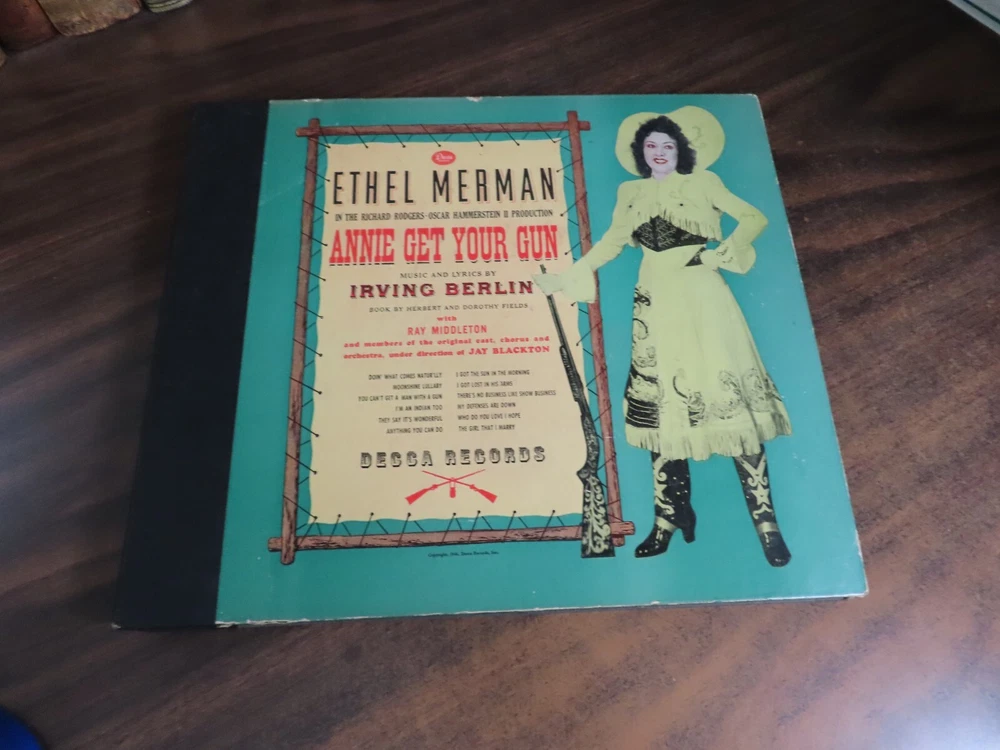 Decca
ETHEL MERMAN
IN THE RICHARD RODGERS · OSCAR HAMMERSTEIN II PRODUCTION
ANNIE GET YOUR GUN
MUSIC AND LYRICS BY
IRVING BERLIN
BOOK BY HERBERT AND DOROTHY FIELDS
with
RAY MIDDLETON
and members of the original cast, chorus and
orchestra, under direction of JAY BLACKTON
DOIN' WHAT COMES NATUR'LLY
MOONSHINE LULLABY
YOU CAN'T GET A MAN WITH A GUN
I'M AN INDIAN TOO
THEY SAY IT'S WONDERFUL
ANYTHING YOU CAN DO
I GOT THE SUN IN THE MORNING
I GOT LOST IN HIS ARMS
THERE'S NO BUSINESS LIKE SHOW BUSINESS
MY DEFENSES ARE DOWN
WHO DO YOU LOVE I HOPE
THE GIRL THAT I MARRY
DECCA RECORDS
Copyright 1946, Decca Records, Inc.